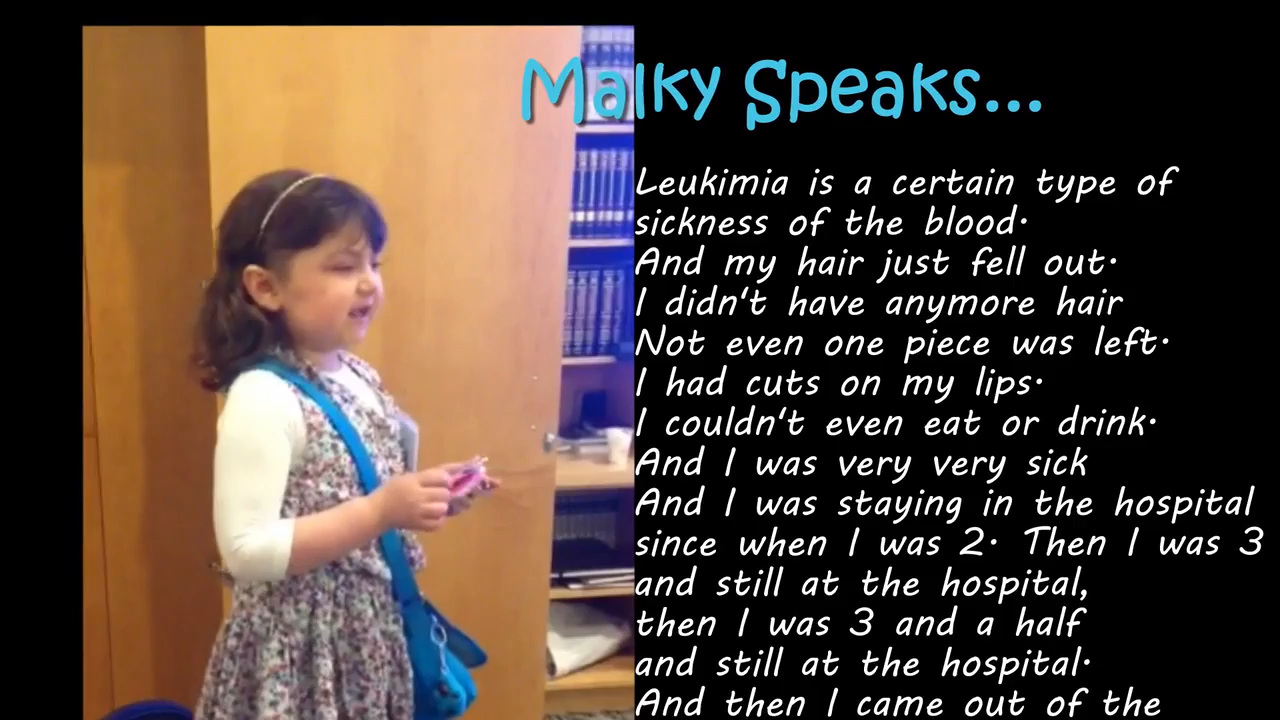 Malky Speaks...
Leukimia is a certain type of
sickness of the blood.
And my hair just fell out.
I didn't have anymore hair
Not even one piece was left.
I had cuts on my lips.
I couldn't even eat or drink.
And I was very very sick
And I was staying in the hospital
since when I was 2. Then I was 3
and still at the hospital,
then I was 3 and a half
and still at the hospital.
And then I came out of the